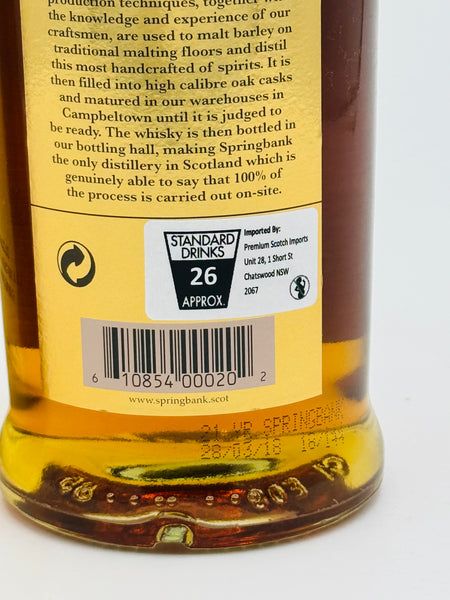 production techniques, together
the knowledge and experience of our
craftsmen, are used to malt barley on
traditional malting floors and distil
this most handcrafted of spirits. It is
then filled into high calibre oak casks
and matured in our warehouses in
Campbeltown until it is judged to
be ready. The whisky is then bottled in
our bottling hall, making Springbank
the only distillery in Scotland which is
genuinely able to say that 100% of
the process is carried out on-site.
STANDARD
DRINKS
26
APPROX.
Imported By:
Premium Scotch Imports
Unit 28, 1 Short St
Chatswood NSW
2067
6 10854 00020 2
www.springbank.scot
21 YR SPRINGBANK
28/03/18 18/144